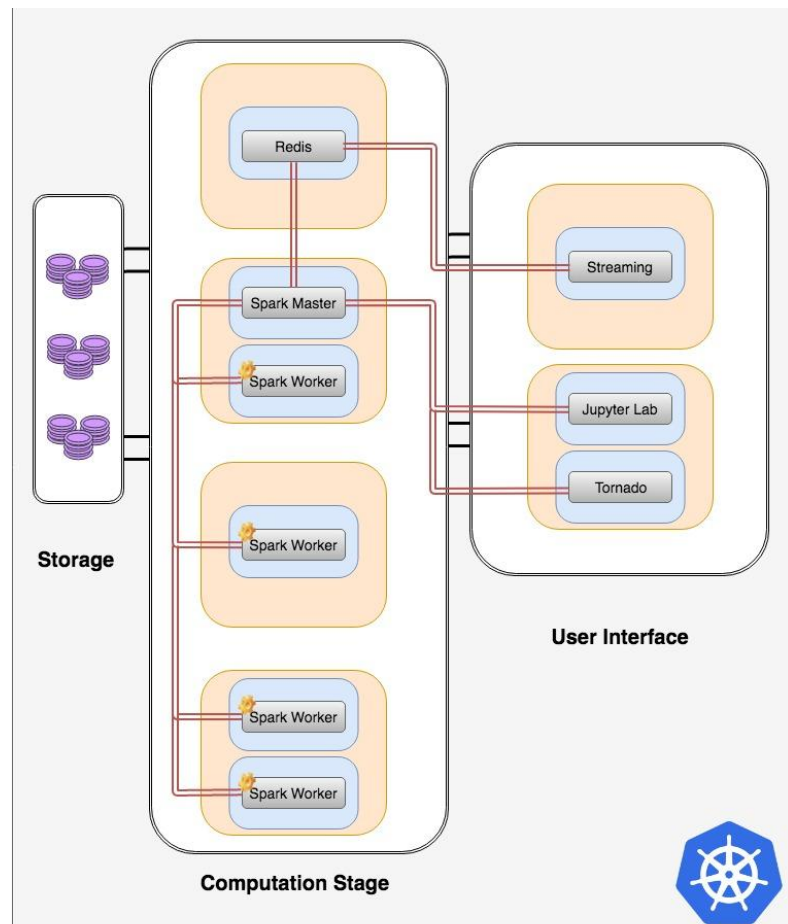 Redis
Streaming
Spark Master
Spark Worker
Jupyter Lab
Tornado
Spark Worker
Storage
User Interface
Spark Worker
Spark Worker
Computation Stage